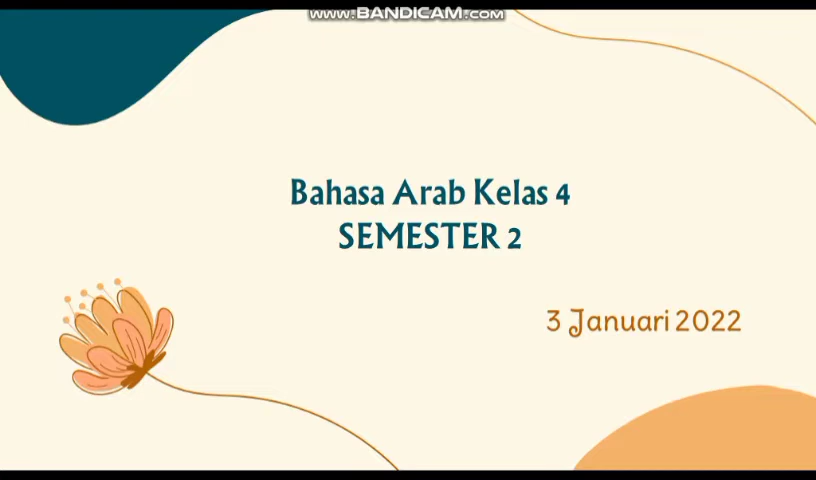 www.BANDICAM.com
Bahasa Arab Kelas 4
SEMESTER 2
3 Januari 2022